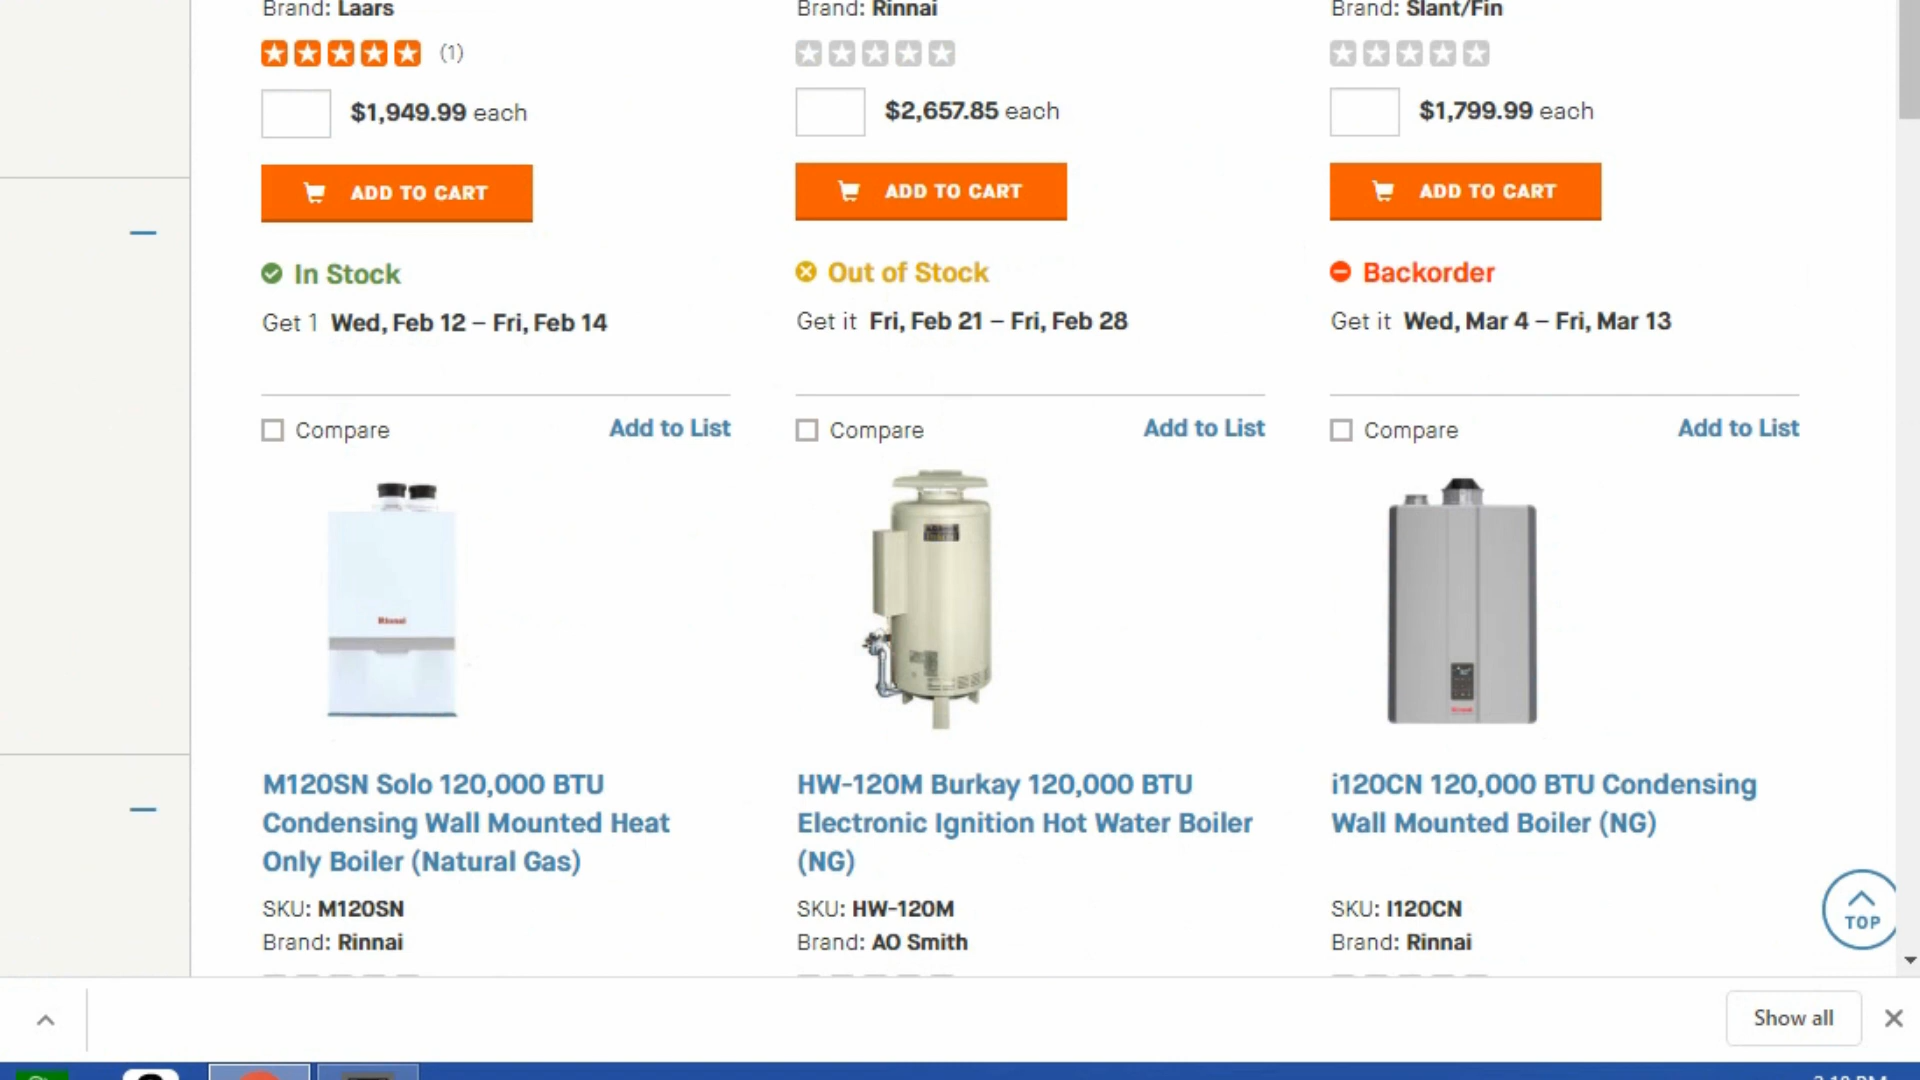 Brand: Laars
Brand: Rinnai
Brand: Slant/Fin
(1)
$1,949.99 each
$2,657.85 each
$1,799.99 each
ADD TO CART
ADD TO CART
ADD TO CART
In Stock
Out of Stock
Backorder
Get 1 Wed, Feb 12 – Fri, Feb 14
Get it Fri, Feb 21 – Fri, Feb 28
Get it Wed, Mar 4 – Fri, Mar 13
Compare
Add to List
Compare
Add to List
Compare
Add to List
Rinnai
M120SN Solo 120,000 BTU
Condensing Wall Mounted Heat
Only Boiler (Natural Gas)
SKU: M120SN
Brand: Rinnai
HW-120M Burkay 120,000 BTU
Electronic Ignition Hot Water Boiler
(NG)
SKU: HW-120M
Brand: AO Smith
i120CN 120,000 BTU Condensing
Wall Mounted Boiler (NG)
SKU: I120CN
Brand: Rinnai
TOP
Show all